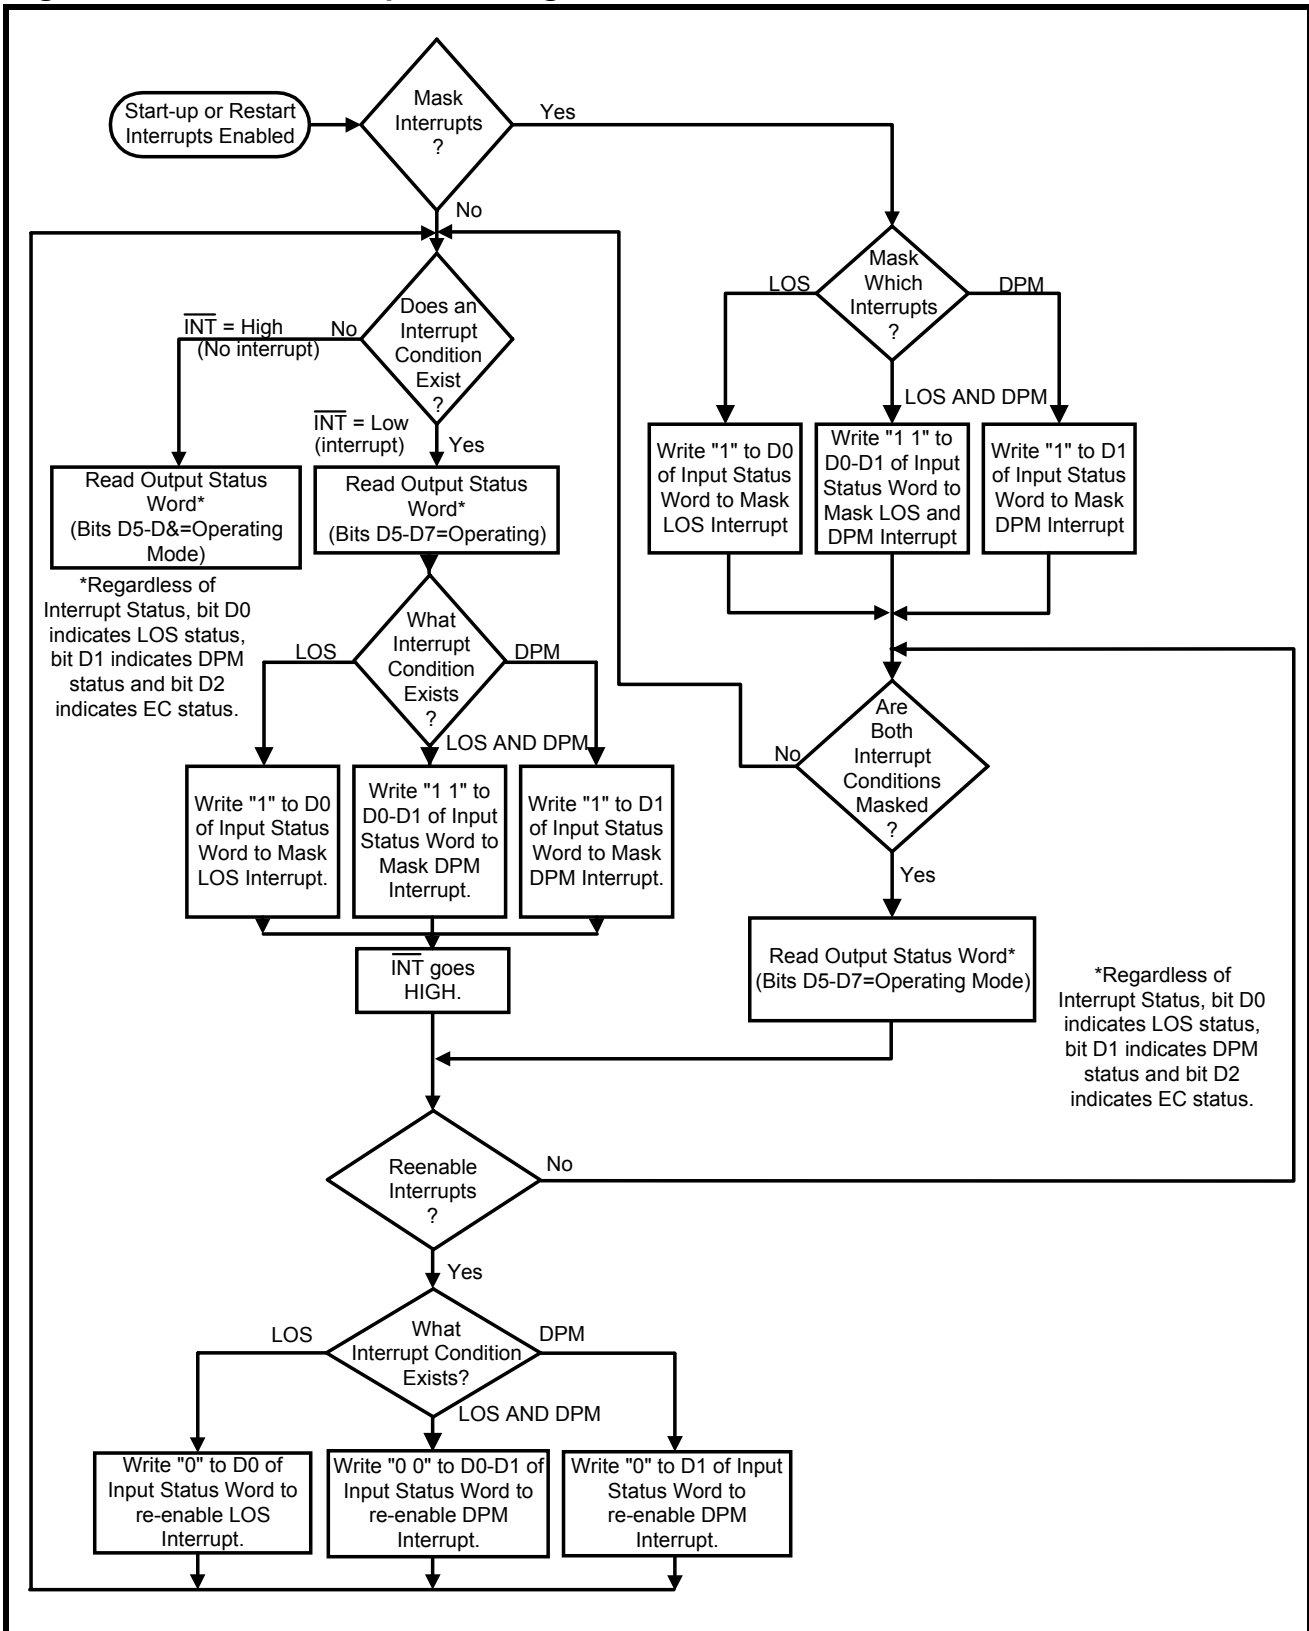 Start-up or Restart
Interrupts Enabled
Mask
Interrupts
?
Yes
No
Mask
Which
Interrupts
?
LOS
DPM
LOS AND DPM
Does an
Interrupt
Condition
Exist
?
INT = High
(No interrupt)
No
INT = Low
(interrupt)
Yes
Write "1" to D0
of Input Status
Word to Mask
LOS Interrupt
Write "1 1" to
D0-D1 of Input
Status Word to
Mask LOS and
DPM Interrupt
Write "1" to D1
of Input Status
Word to Mask
DPM Interrupt
Read Output Status
Word*
(Bits D5-D&=Operating
Mode)
Read Output Status
Word*
(Bits D5-D7=Operating)
*Regardless of
Interrupt Status, bit D0
indicates LOS status,
bit D1 indicates DPM
status and bit D2
indicates EC status.
What
Interrupt
Condition
Exists
?
LOS
DPM
LOS AND DPM
Are
Both
Interrupt
Conditions
Masked
?
No
Yes
Write "1" to D0
of Input Status
Word to Mask
LOS Interrupt.
Write "1 1" to
D0-D1 of Input
Status Word to
Mask DPM
Interrupt.
Write "1" to D1
of Input Status
Word to Mask
DPM Interrupt.
INT goes
HIGH.
Read Output Status Word*
(Bits D5-D7=Operating Mode)
*Regardless of
Interrupt Status, bit D0
indicates LOS status,
bit D1 indicates DPM
status and bit D2
indicates EC status.
Reenable
Interrupts
?
No
Yes
What
Interrupt Condition
Exists?
LOS
DPM
LOS AND DPM
Write "0" to D0 of
Input Status Word to
re-enable LOS
Interrupt.
Write "0 0" to D0-D1 of
Input Status Word to
re-enable DPM
Interrupt.
Write "0" to D1 of Input
Status Word to
re-enable DPM
Interrupt.